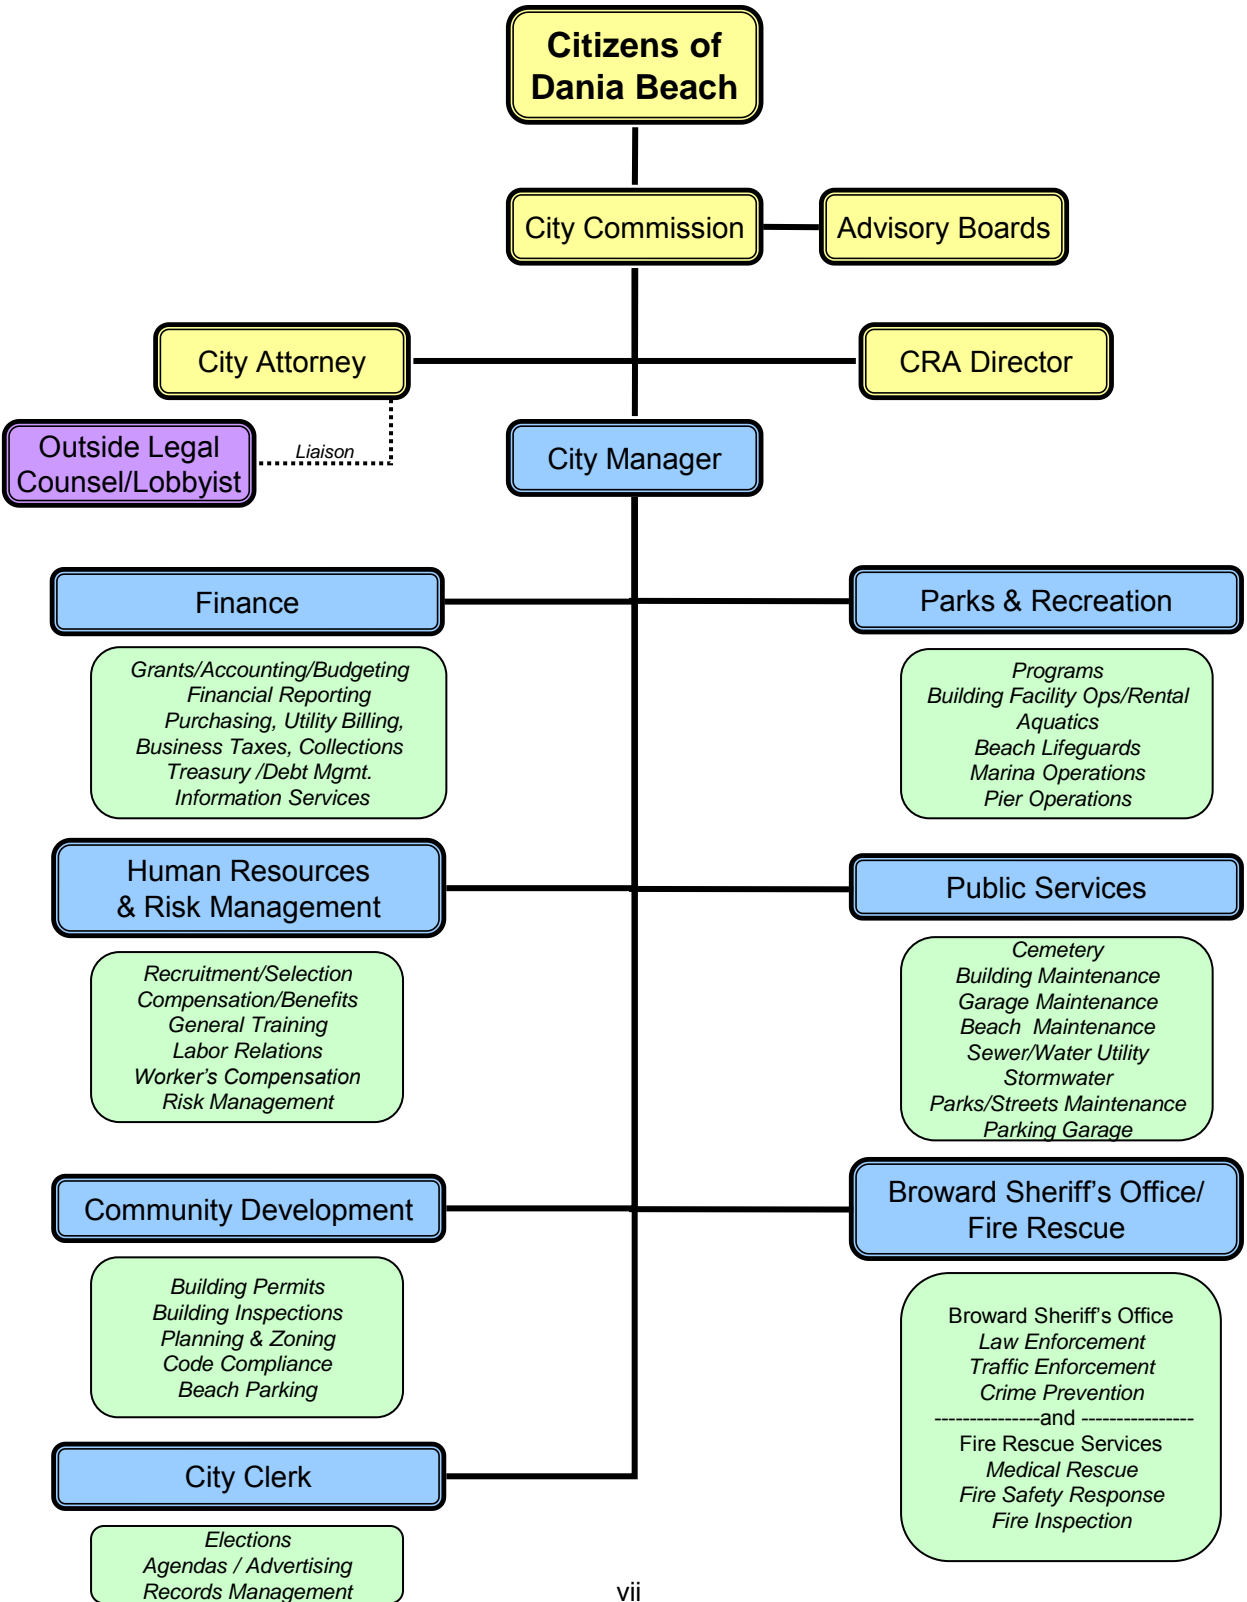 Citizens of
Dania Beach
City Commission
Advisory Boards
City Attorney
CRA Director
Outside Legal
Counsel/Lobbyist
Liaison
City Manager
Finance
Grants/Accounting/Budgeting
Financial Reporting
Purchasing, Utility Billing,
Business Taxes, Collections
Treasury /Debt Mgmt.
Information Services
Parks & Recreation
Programs
Building Facility Ops/Rental
Aquatics
Beach Lifeguards
Marina Operations
Pier Operations
Human Resources
& Risk Management
Recruitment/Selection
Compensation/Benefits
General Training
Labor Relations
Worker's Compensation
Risk Management
Public Services
Cemetery
Building Maintenance
Garage Maintenance
Beach  Maintenance
Sewer/Water Utility
Stormwater
Parks/Streets Maintenance
Parking Garage
Community Development
Building Permits
Building Inspections
Planning & Zoning
Code Compliance
Beach Parking
Broward Sheriff's Office/
Fire Rescue
Broward Sheriff's Office
Law Enforcement
Traffic Enforcement
Crime Prevention
---------------and ----------------
Fire Rescue Services
Medical Rescue
Fire Safety Response
Fire Inspection
City Clerk
Elections
Agendas / Advertising
Records Management
vii